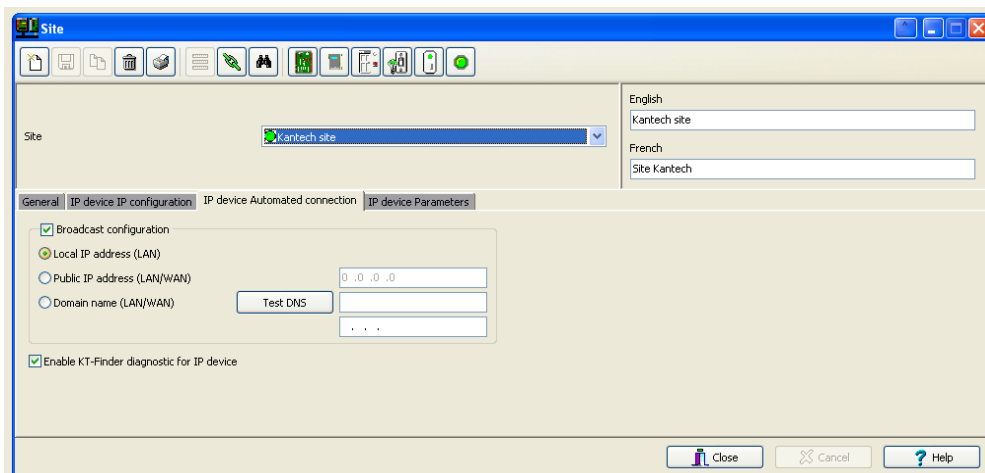 Site
English
Kantech site
Site
Kantech site
French
Site Kantech
General
IP device IP configuration
IP device Automated connection
IP device Parameters
Broadcast configuration
Local IP address (LAN)
Public IP address (LAN/WAN)
0 .0 .0 .0
Domain name (LAN/WAN)
Test DNS
. . .
Enable KT-Finder diagnostic for IP device
Close
Cancel
? Help